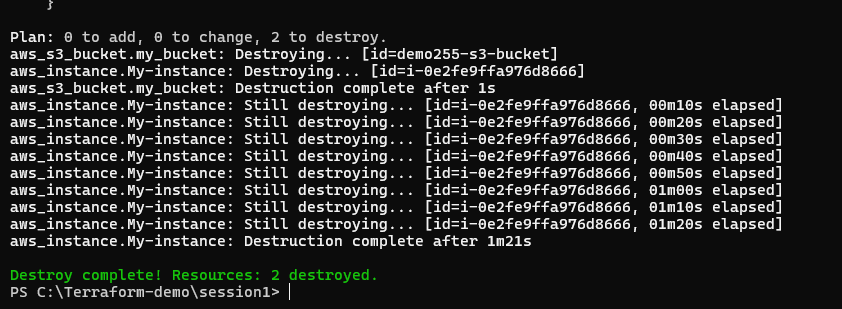 }
Plan: 0 to add, 0 to change, 2 to destroy.
aws_s3_bucket.my_bucket: Destroying... [id=demo255-s3-bucket]
aws_instance.My-instance: Destroying... [id=i-0e2fe9ffa976d8666]
aws_s3_bucket.my_bucket: Destruction complete after 1s
aws_instance.My-instance: Still destroying... [id=i-0e2fe9ffa976d8666, 00m10s elapsed]
aws_instance.My-instance: Still destroying... [id=i-0e2fe9ffa976d8666, 00m20s elapsed]
aws_instance.My-instance: Still destroying... [id=i-0e2fe9ffa976d8666, 00m30s elapsed]
aws_instance.My-instance: Still destroying... [id=i-0e2fe9ffa976d8666, 00m40s elapsed]
aws_instance.My-instance: Still destroying... [id=i-0e2fe9ffa976d8666, 00m50s elapsed]
aws_instance.My-instance: Still destroying... [id=i-0e2fe9ffa976d8666, 01m00s elapsed]
aws_instance.My-instance: Still destroying... [id=i-0e2fe9ffa976d8666, 01m10s elapsed]
aws_instance.My-instance: Still destroying... [id=i-0e2fe9ffa976d8666, 01m20s elapsed]
aws_instance.My-instance: Destruction complete after 1m21s
Destroy complete! Resources: 2 destroyed.
PS C:\Terraform-demo\session1>